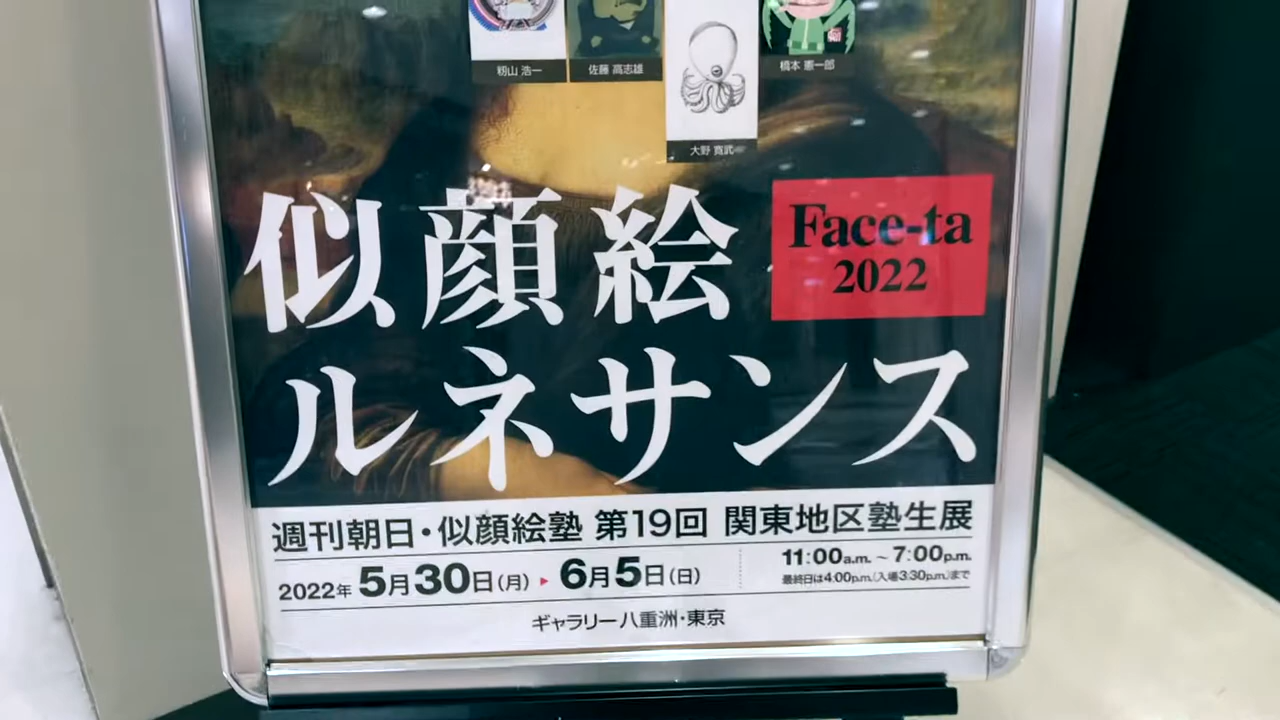 籾山 浩一
佐藤 高志雄
橋本 憲一郎
大野 寛武
似顔絵
Face-ta
2022
ルネサンス
週刊朝日・似顔絵塾 第19回 関東地区塾生展
2022年 5月30日(月) ▶ 6月5日(日)
11:00a.m. ~ 7:00p.m.
最終日は4:00p.m.(入場3:30p.m.)まで
ギャラリー八重洲・東京